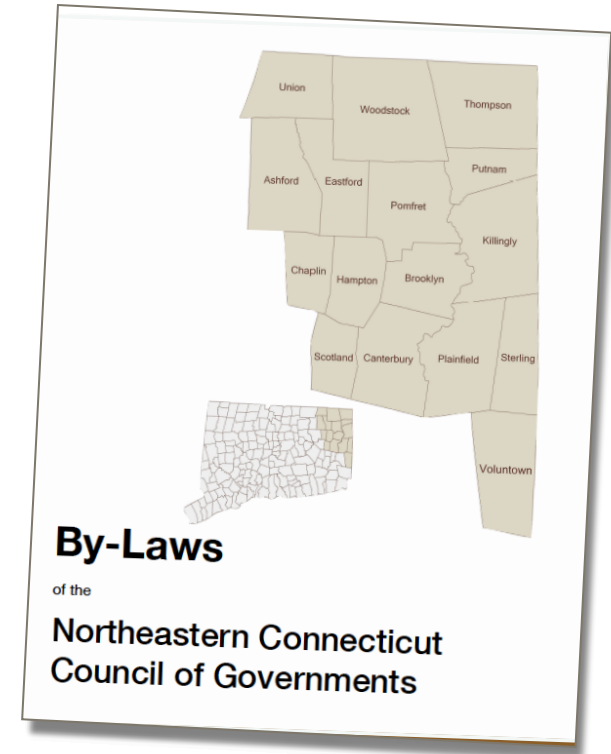 Union
Woodstock
Thompson
Putnam
Ashford
Eastford
Pomfret
Killingly
Chaplin
Hampton
Brooklyn
Scotland
Canterbury
Plainfield
Sterling
Voluntown
By-Laws
of the
Northeastern Connecticut
Council of Governments